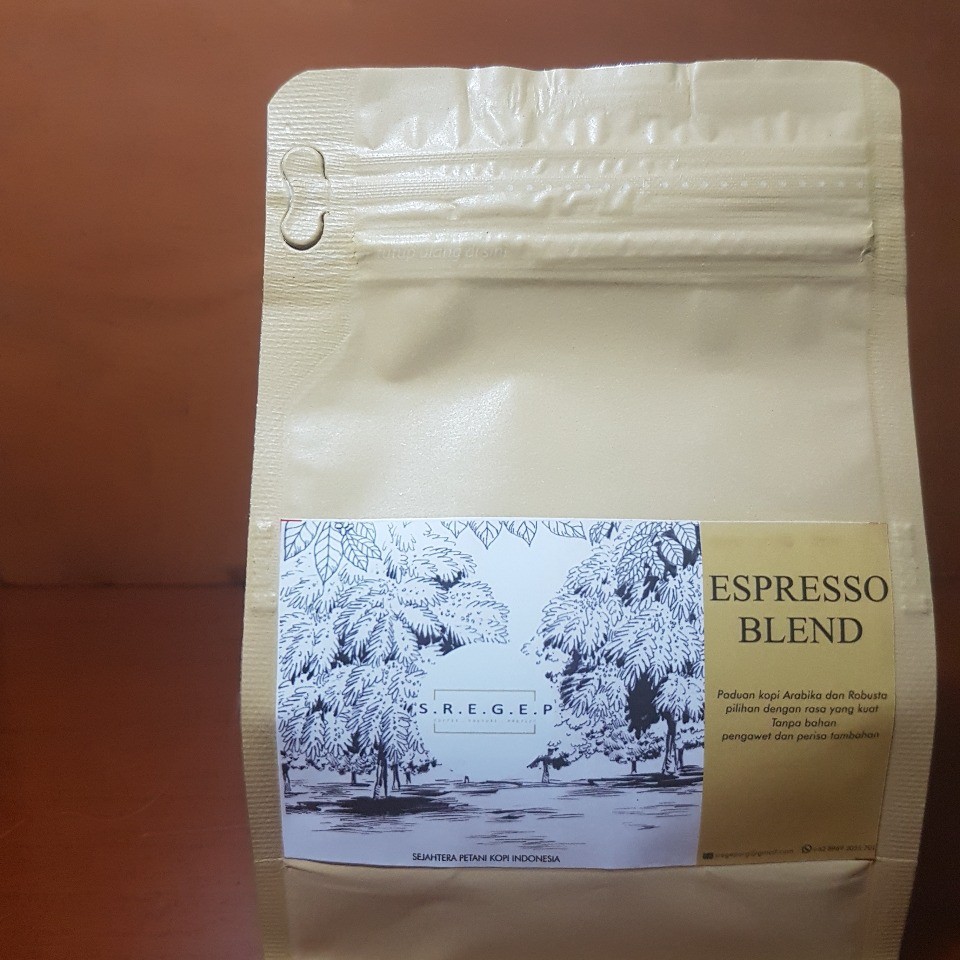 S.R.E.G.E.P
SEJAHTERA PETANI KOPI INDONESIA
ESPRESSO
BLEND
Paduan kopi Arabika dan Robusta
pilihan dengan rasa yang kuat
Tanpa bahan
pengawet dan perisa tambahan